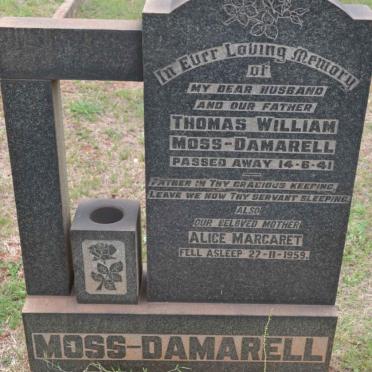 In Ever Loving Memory
of
MY DEAR HUSBAND
AND OUR FATHER
THOMAS WILLIAM
MOSS-DAMARELL
PASSED AWAY 14-6-41
FATHER IN THY GRACIOUS KEEPING,
LEAVE WE NOW THY SERVANT SLEEPING.
ALSO
OUR BELOVED MOTHER
ALICE MARGARET
FELL ASLEEP 27-11-1959.
MOSS-DAMARELL